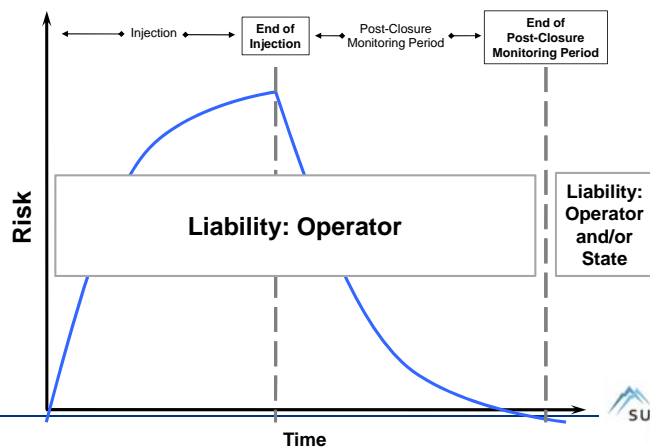 Injection
End of
Injection
Post-Closure
Monitoring Period
End of
Post-Closure
Monitoring Period
Risk
Liability: Operator
Liability:
Operator
and/or
State
SU
Time